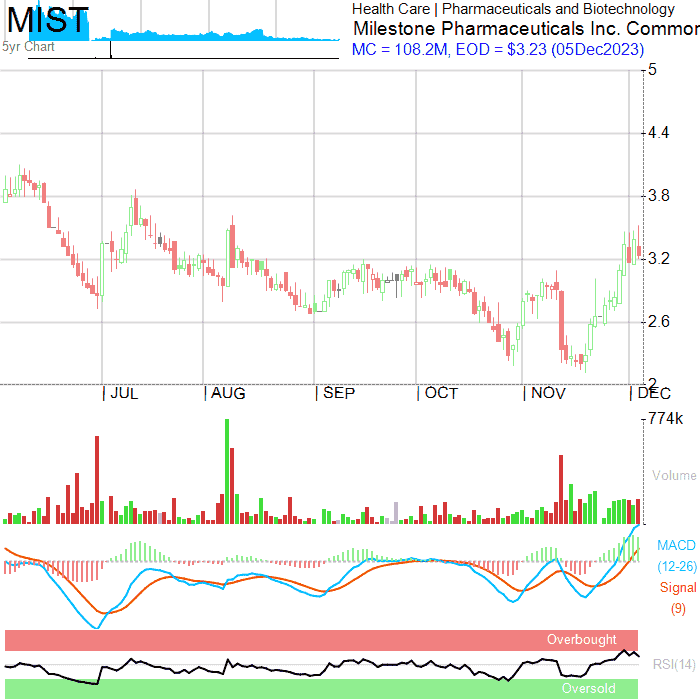 MIST
5yr Chart
Health Care | Pharmaceuticals and Biotechnology
Milestone Pharmaceuticals Inc. Common
MC = 108.2M, EOD = $3.23 (05Dec2023)
5
4.4
3.8
3.2
2.6
2
| JUL | AUG | SEP | OCT | NOV | DEC
774k
Volume
MACD
(12-26)
Signal
(9)
Overbought
RSI(14)
Oversold